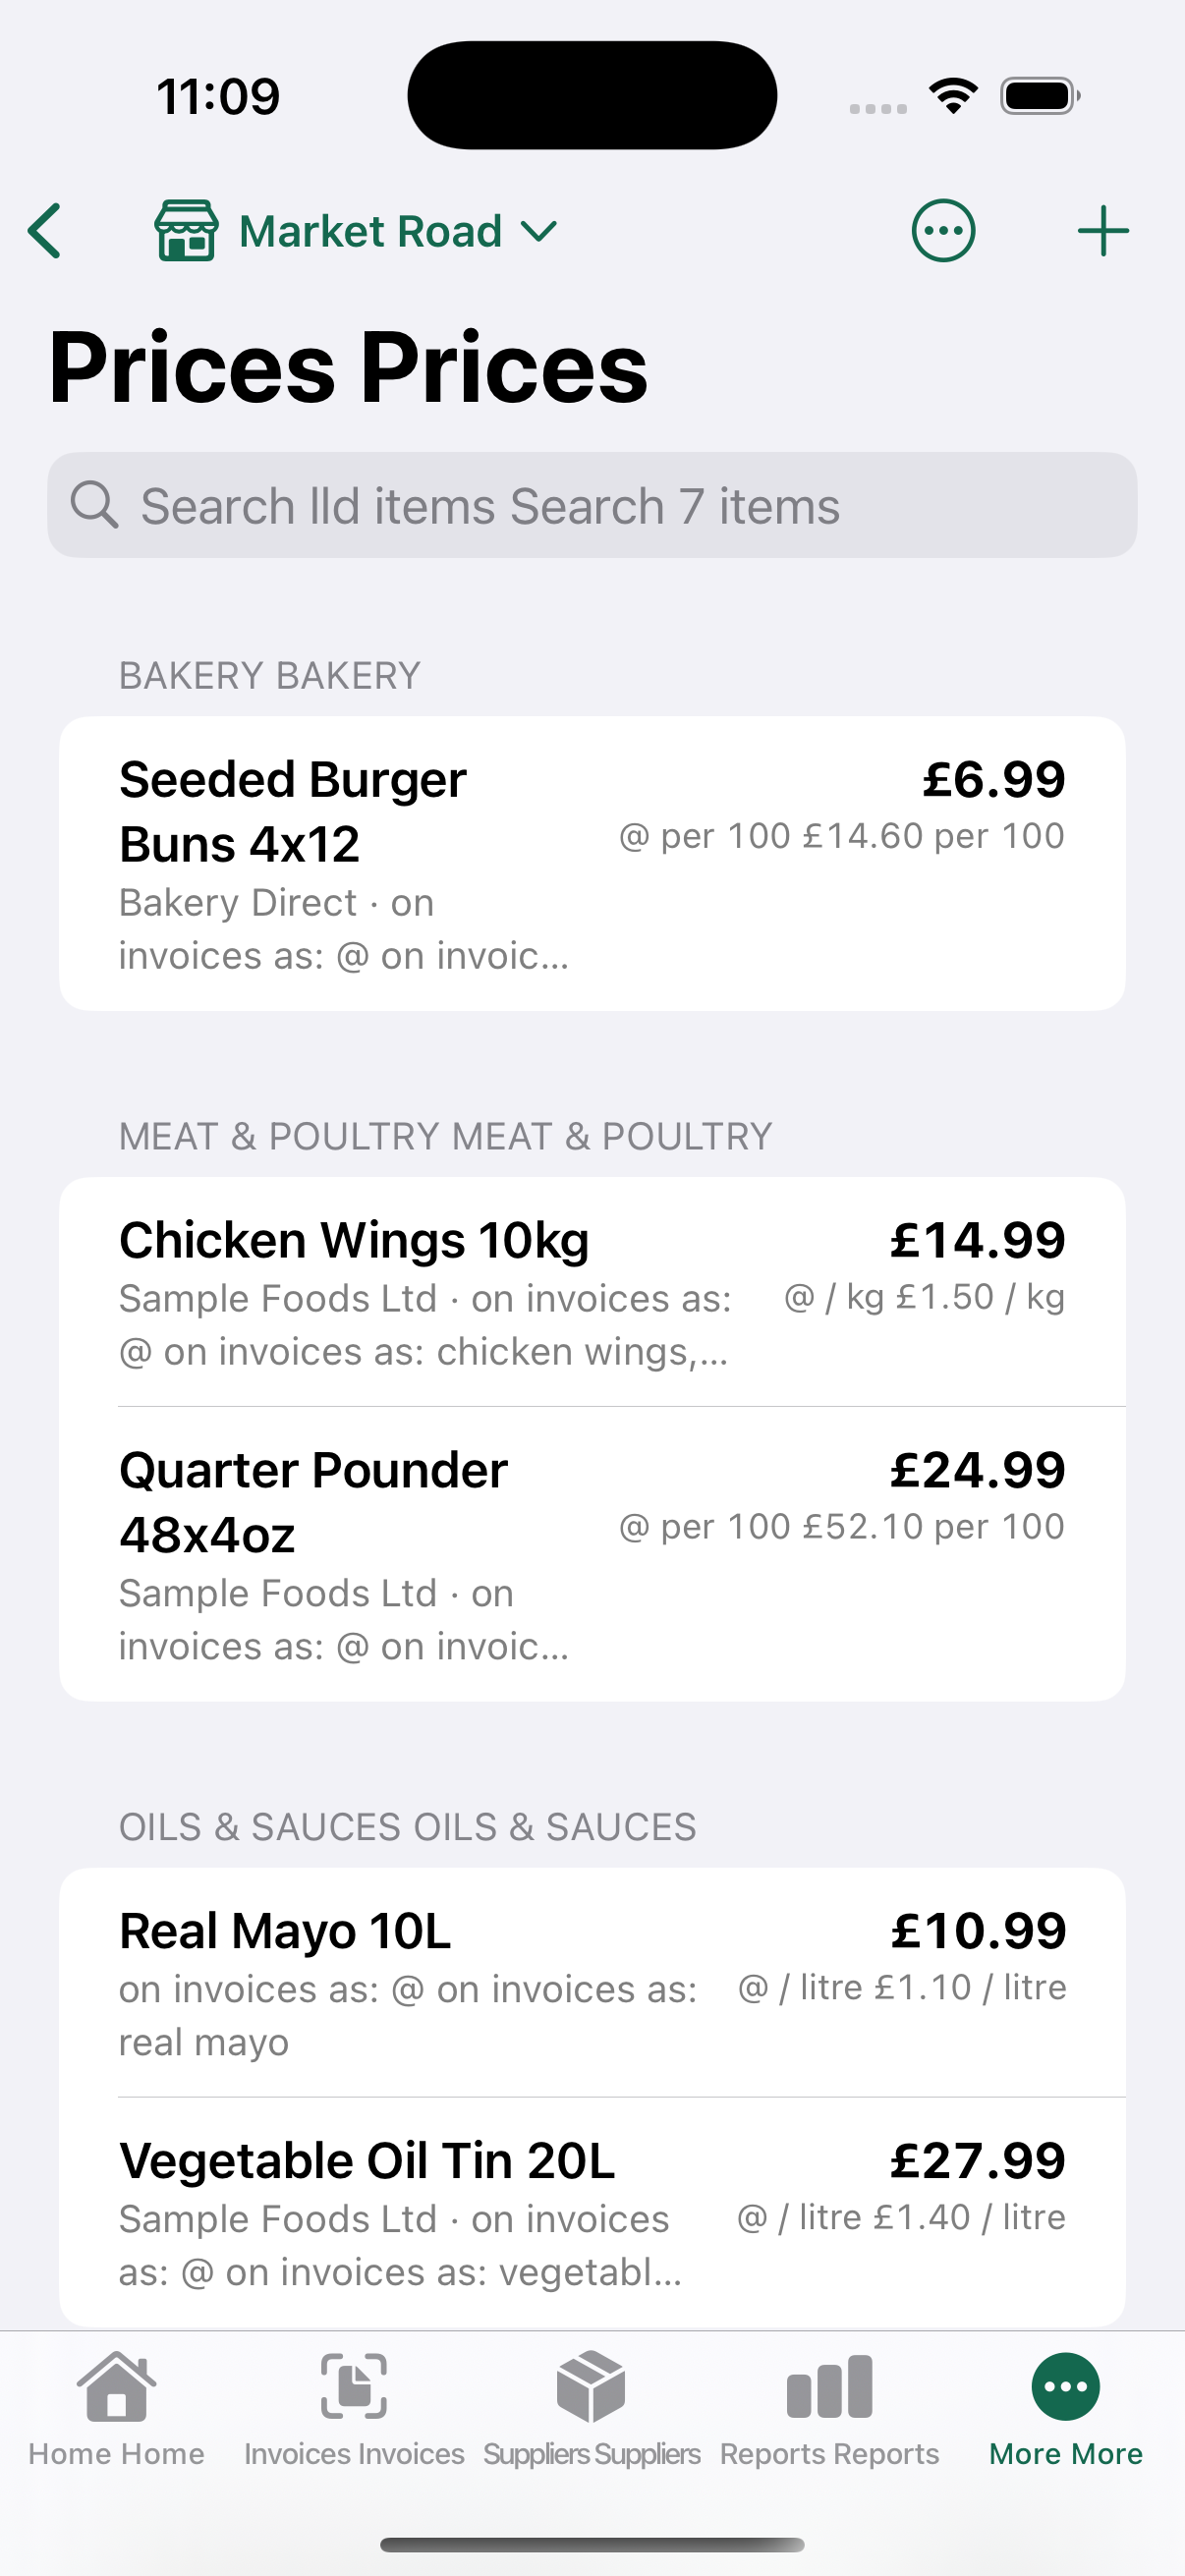 11:09
Market Road
Prices Prices
Search lld items Search 7 items
BAKERY BAKERY
Seeded Burger
Buns 4x12
£6.99
@ per 100 £14.60 per 100
Bakery Direct · on
invoices as: @ on invoic...
MEAT & POULTRY MEAT & POULTRY
Chicken Wings 10kg
£14.99
Sample Foods Ltd · on invoices as:
@ on invoices as: chicken wings,...
@ / kg £1.50 / kg
Quarter Pounder
48x4oz
£24.99
@ per 100 £52.10 per 100
Sample Foods Ltd · on
invoices as: @ on invoic...
OILS & SAUCES OILS & SAUCES
Real Mayo 10L
£10.99
on invoices as: @ on invoices as:
real mayo
@ / litre £1.10 / litre
Vegetable Oil Tin 20L
£27.99
Sample Foods Ltd · on invoices
as: @ on invoices as: vegetabl...
@ / litre £1.40 / litre
Home Home
Invoices Invoices
Suppliers Suppliers
Reports Reports
More More